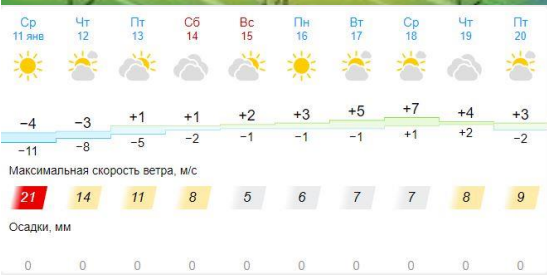 Ср Чт Пт Сб Вс Пн Вт Ср Чт Пт
11 янв 12 13 14 15 16 17 18 19 20
−4 −3 +1 +1 +2 +3 +5 +7 +4 +3
−11 −8 −5 −2 −1 −1 −1 +1 +2 −2
Максимальная скорость ветра, м/с
21 14 11 8 5 6 7 7 8 9
Осадки, мм
0 0 0 0 0 0 0 0 0 0